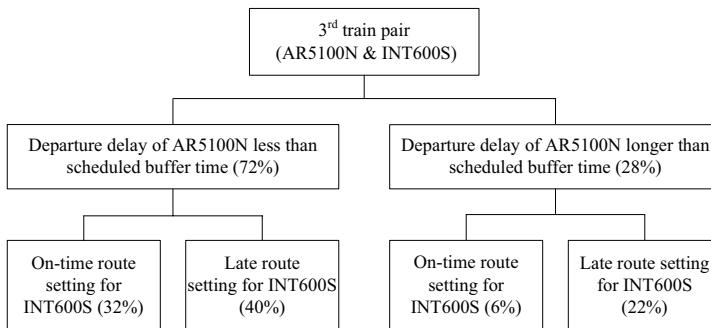 3rd train pair
(AR5100N & INT600S)
Departure delay of AR5100N less than
scheduled buffer time (72%)
Departure delay of AR5100N longer than
scheduled buffer time (28%)
On-time route
setting for
INT600S (32%)
Late route
setting for INT600S
(40%)
On-time route
setting for
INT600S (6%)
Late route setting
for INT600S
(22%)